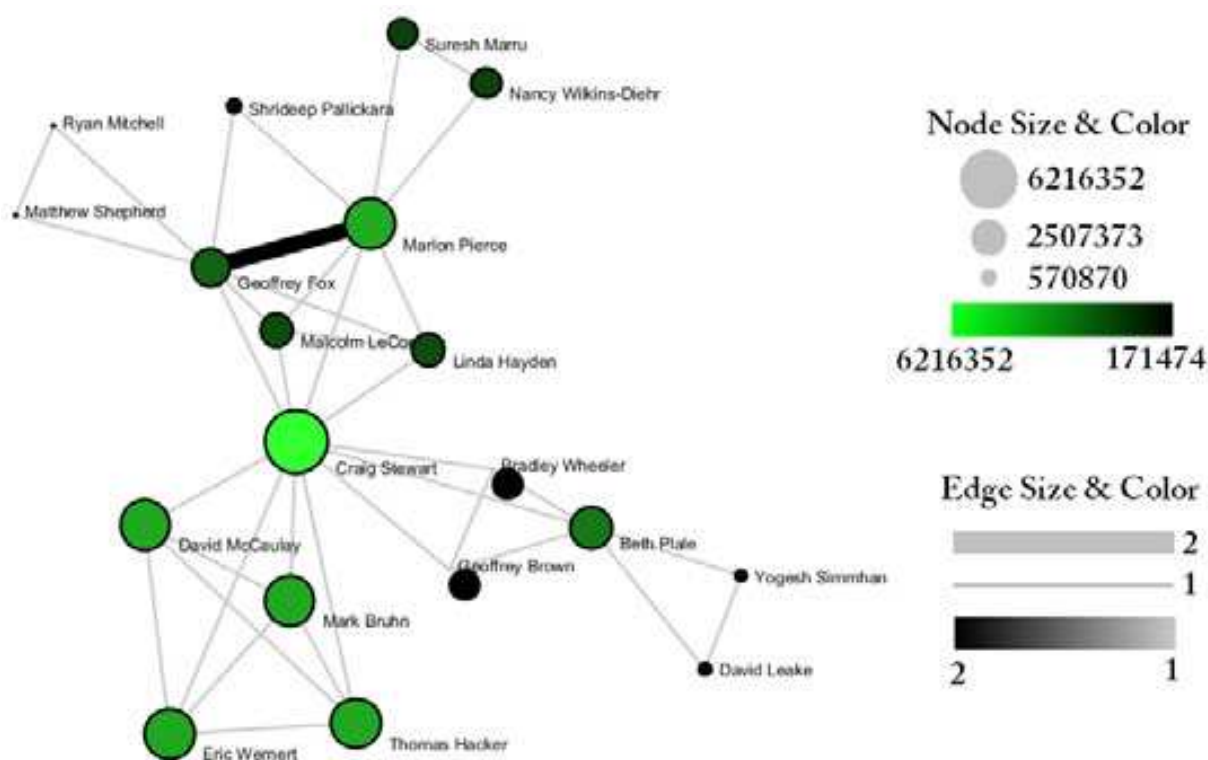 Suresh Marru
Nancy Wilkins-Diehr
Shrideep Pallickara
Ryan Mitchell
Matthew Shepherd
Marlon Pierce
Geoffrey Fox
Malcolm LeCo
Linda Hayden
Craig Stewart
Bradley Wheeler
David McCaulay
Beth Plale
Geoffrey Brown
Yogesh Simmhan
Mark Bruhn
David Leake
Thomas Hacker
Eric Wernert
Node Size & Color
6216352
2507373
570870
6216352 171474
Edge Size & Color
2
1
2 1